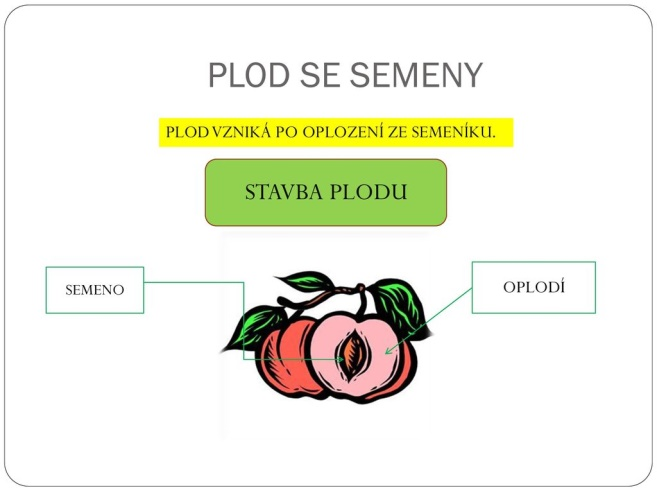 PLOD SE SEMENY
PLOD VZNIKÁ PO OPLOZENÍ ZE SEMENÍKU.
STAVBA PLODU
SEMENO
OPLODÍ